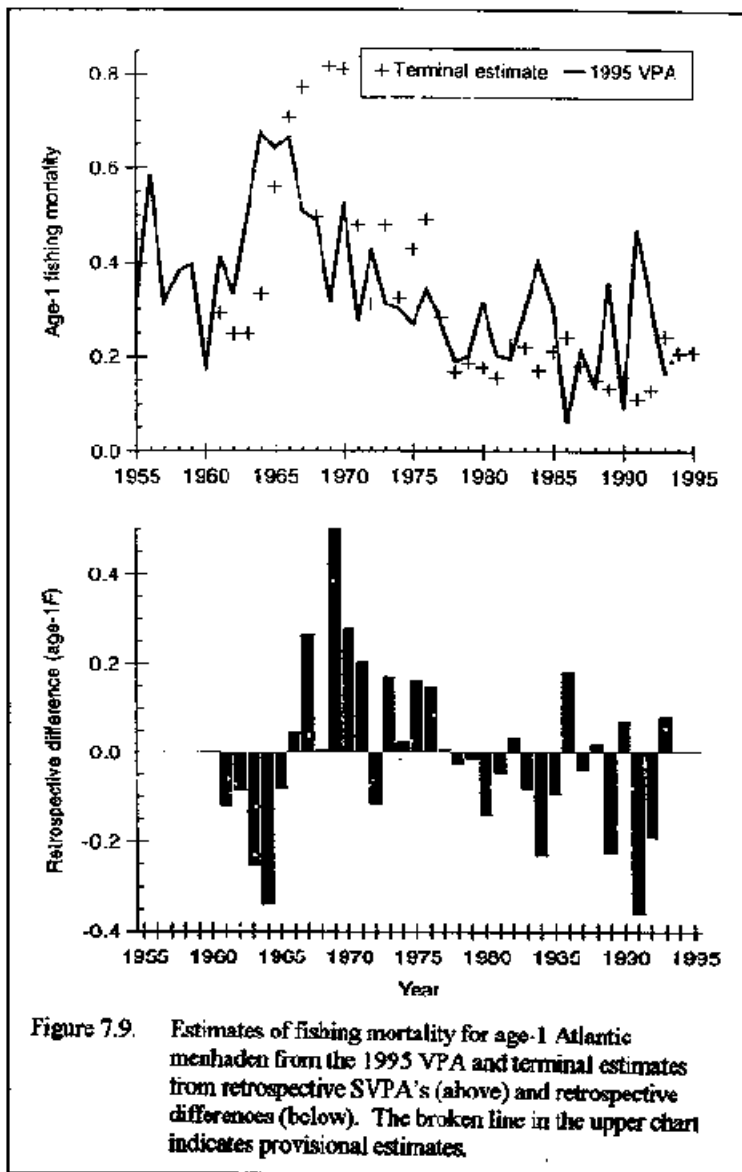 + Terminal estimate — 1995 VPA
0.8
0.6
0.4
0.2
0.0
Age-1 fishing mortality
1955 1960 1965 1970 1975 1980 1985 1990 1995
0.4
0.2
0.0
-0.2
-0.4
Retrospective difference (age-1F)
1955 1960 1965 1970 1975 1980 1935 1990 1995
Year
Figure 7.9. Estimates of fishing mortality for age-1 Atlantic
menhaden from the 1995 VPA and terminal estimates
from retrospective SVPA's (above) and retrospective
differences (below). The broken line in the upper chart
indicates provisional estimates.